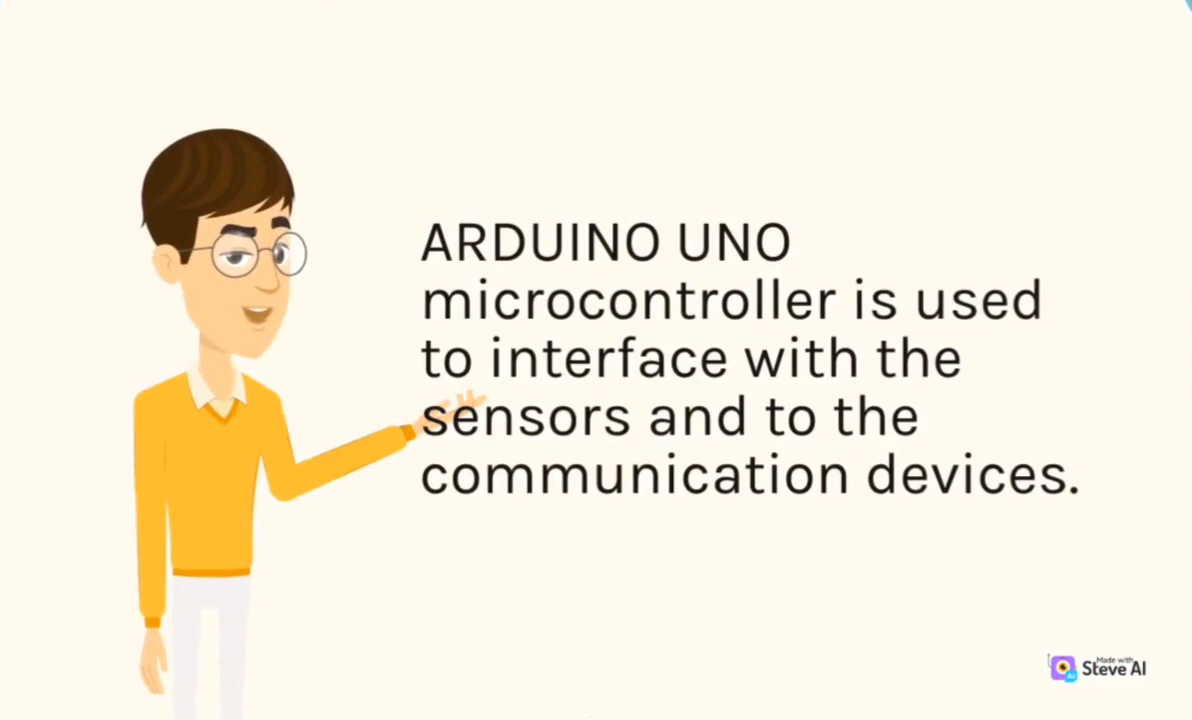 ARDUINO UNO
microcontroller is used
to interface with the
sensors and to the
communication devices.
Made with
Steve AI
AI